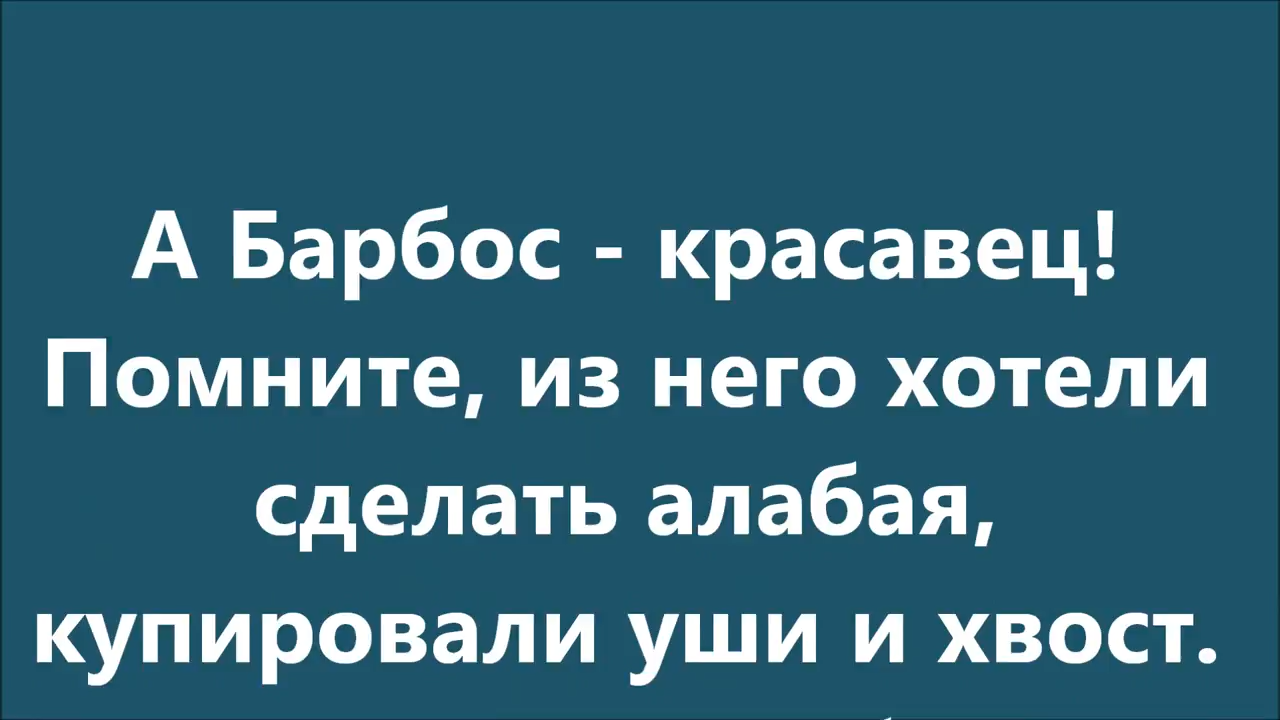 А Барбос - красавец!
Помните, из него хотели
сделать алабая,
купировали уши и хвост.